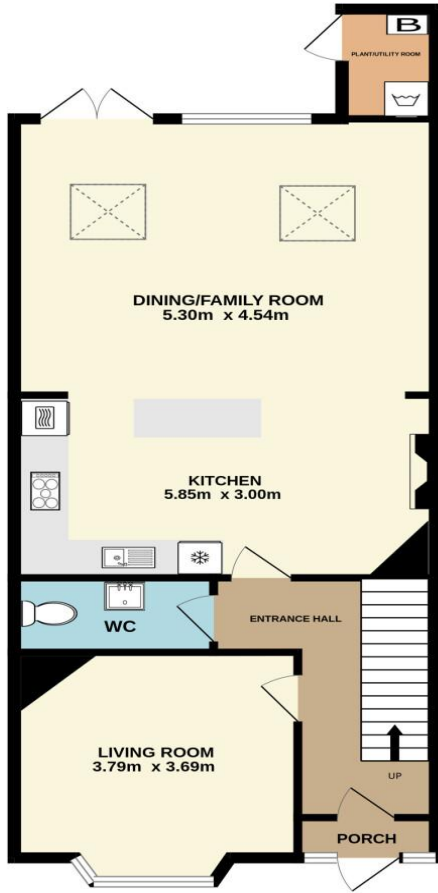 B
PLANT/UTILITY ROOM
DINING/FAMILY ROOM
5.30m x 4.54m
KITCHEN
5.85m x 3.00m
ENTRANCE HALL
WC
LIVING ROOM
3.79m x 3.69m
UP
PORCH